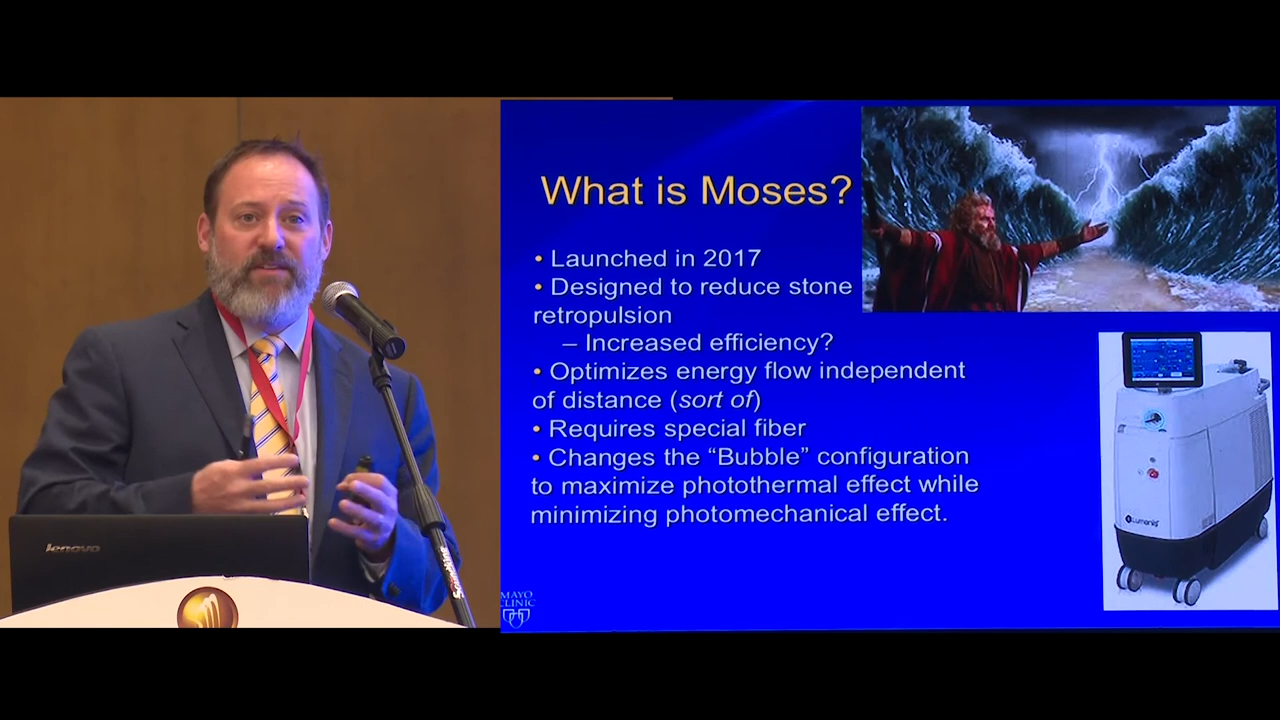 What is Moses?
• Launched in 2017
• Designed to reduce stone
retropulsion
– Increased efficiency?
• Optimizes energy flow independent
of distance (sort of)
• Requires special fiber
• Changes the “Bubble” configuration
to maximize photothermal effect while
minimizing photomechanical effect.
Lumenis
MAYO
CLINIC
lenovo